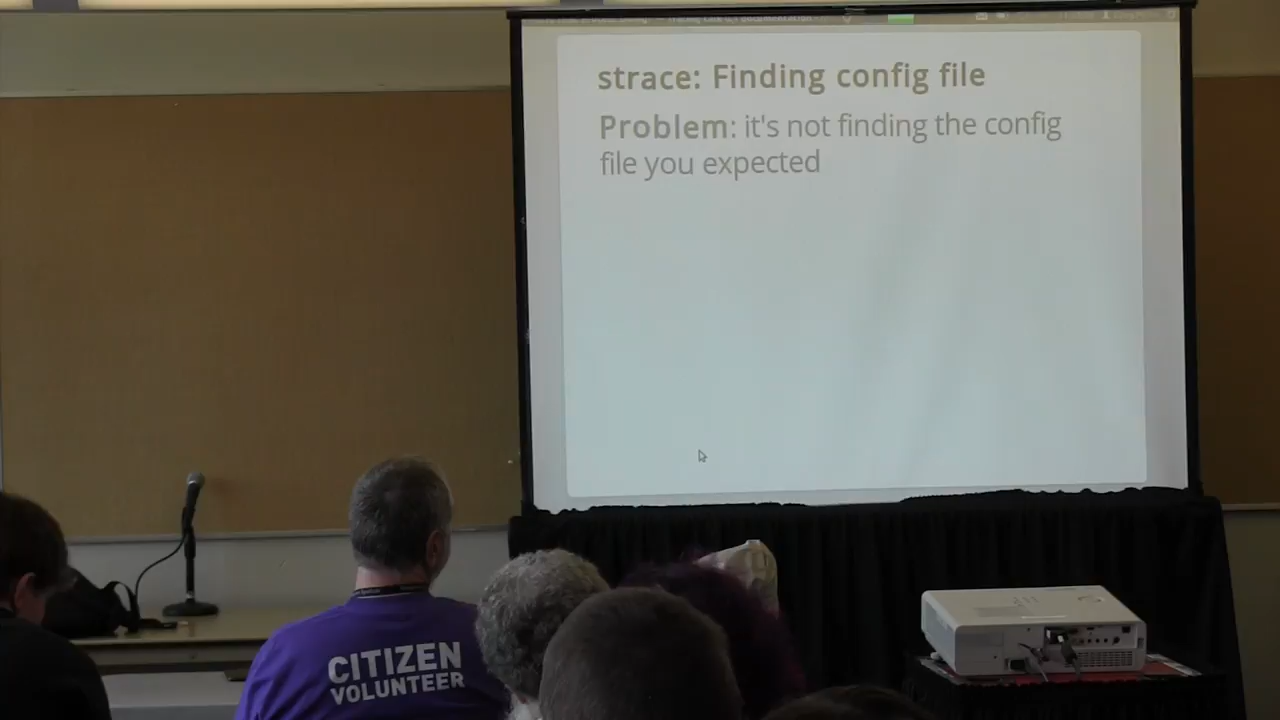 strace: Finding config file
Problem: it's not finding the config
file you expected
CITIZEN
VOLUNTEER